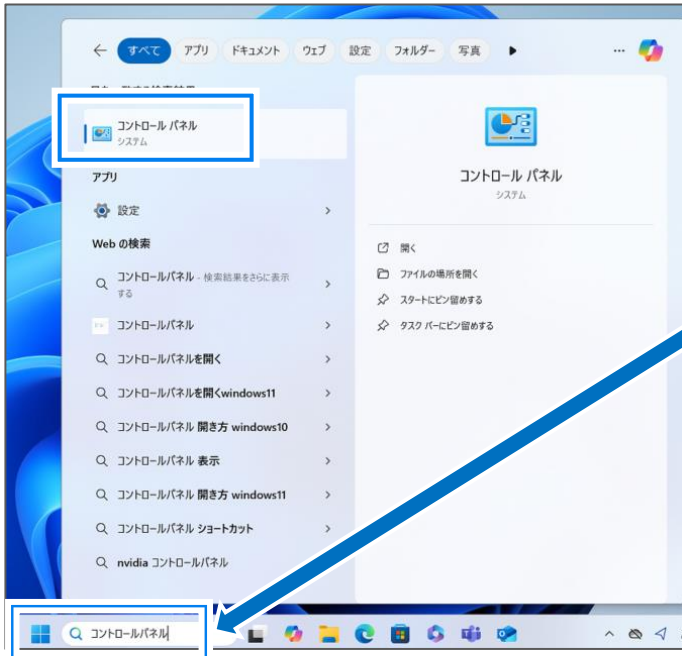 すべて アプリ ドキュメント ウェブ 設定 フォルダー 写真
コントロール パネル
システム
アプリ
設定
Web の検索
コントロールパネル - 検索結果をさらに表示
する
コントロールパネル
コントロールパネルを開く
コントロールパネルを開くwindows11
コントロールパネル 開き方 windows10
コントロールパネル 表示
コントロールパネル 開き方 windows11
コントロールパネル ショートカット
nvidia コントロールパネル
コントロール パネル
システム
開く
ファイルの場所を開く
スタートにピン留めする
タスク バーにピン留めする
コントロールパネル